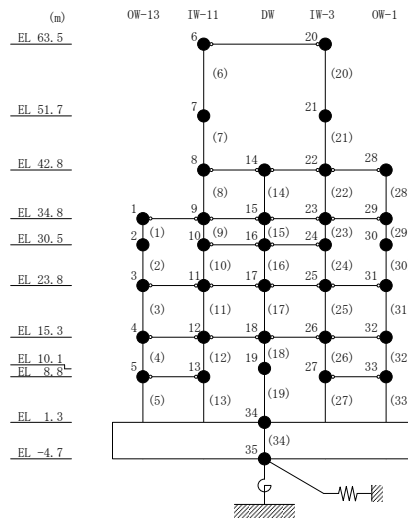 (m) OW-13 IW-11 DW IW-3 OW-1
EL 63.5 6 20
(6) (20)
EL 51.7 7 21
(7) (21)
EL 42.8 8 14 22 28
(8) (14) (22) (28
EL 34.8 1 9 15 23 29
(1) (9) (15) (23) (29
EL 30.5 2 10 16 24 30
(2) (10) (16) (24) (30
EL 23.8 3 11 17 25 31
(3) (11) (17) (25) (31
EL 15.3 4 12 18 26 32
(4) (12) (18) (26) (32
EL 10.1 19
EL 8.8 5 13 27 33
(5) (13) (19) (27) (33
EL 1.3 34
(34)
EL -4.7 35